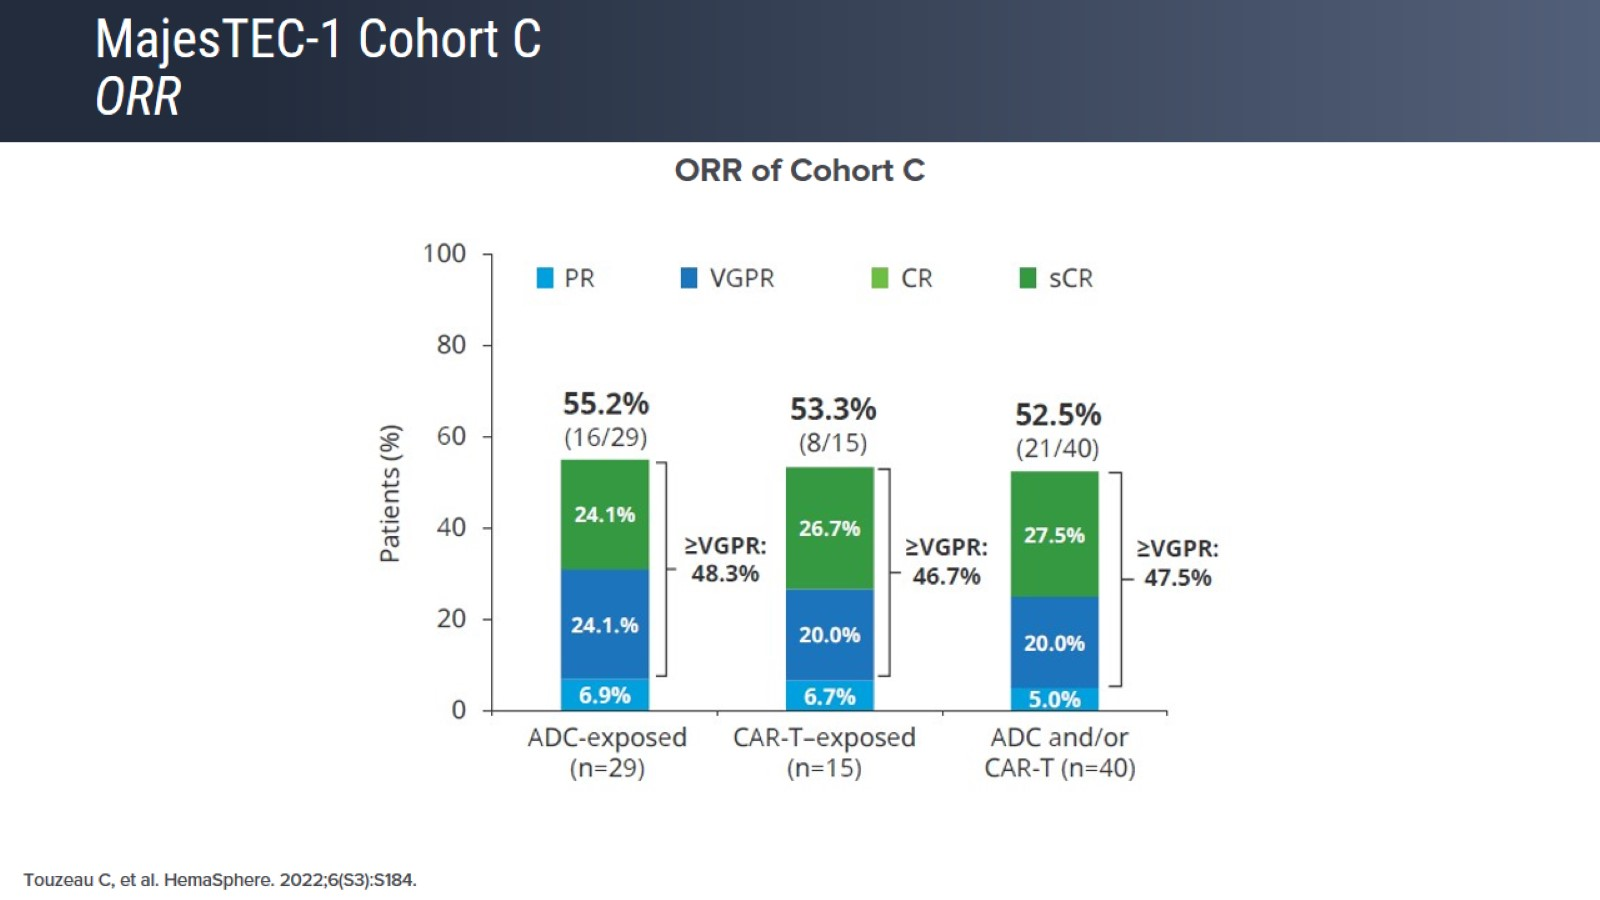 MajesTEC-1 Cohort C
ORR
ORR of Cohort C
100
80
60
40
20
0
Patients (%)
PR
VGPR
CR
sCR
55.2%
(16/29)
24.1%
24.1.%
6.9%
≥VGPR:
48.3%
53.3%
(8/15)
26.7%
20.0%
6.7%
≥VGPR:
46.7%
52.5%
(21/40)
27.5%
20.0%
5.0%
≥VGPR:
47.5%
ADC-exposed
(n=29)
CAR-T–exposed
(n=15)
ADC and/or
CAR-T (n=40)
Touzeau C, et al. HemaSphere. 2022;6(S3):S184.